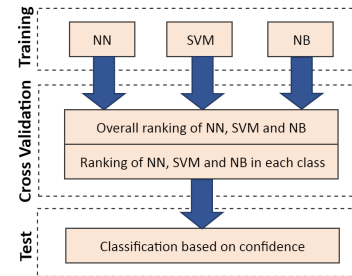 Training
NN
SVM
NB
Cross Validation
Overall ranking of NN, SVM and NB
Ranking of NN, SVM and NB in each class
Test
Classification based on confidence